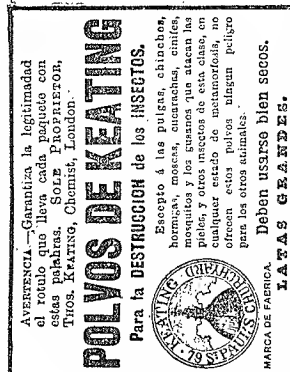 AVERTENCIA—Garantiza la legitimadad
el rotulo que lleva cada paquete con
estas palabras. SOLE PROPRIETOR,
THOS. KEATING, Chemist, London.
POLVOS DE KEATING
Para la DESTRUCCION de los INSECTOS.
Escepto á las pulgas, chinches,
hormigas, moscas, cucarachas, cinifes,
mosquitos y los gusanos que atacan las
pieles, y otros insectos de esta clase, en
cualquier estado de metamorfosis, no
ofrecen estos polvos ningun peligro
para los otros animales.
KEATING
79 ST PAUL'S CHURCHYARD
MARCA DE FABRICA.
Deben usarse bien secos.
LATAS GRANDES.